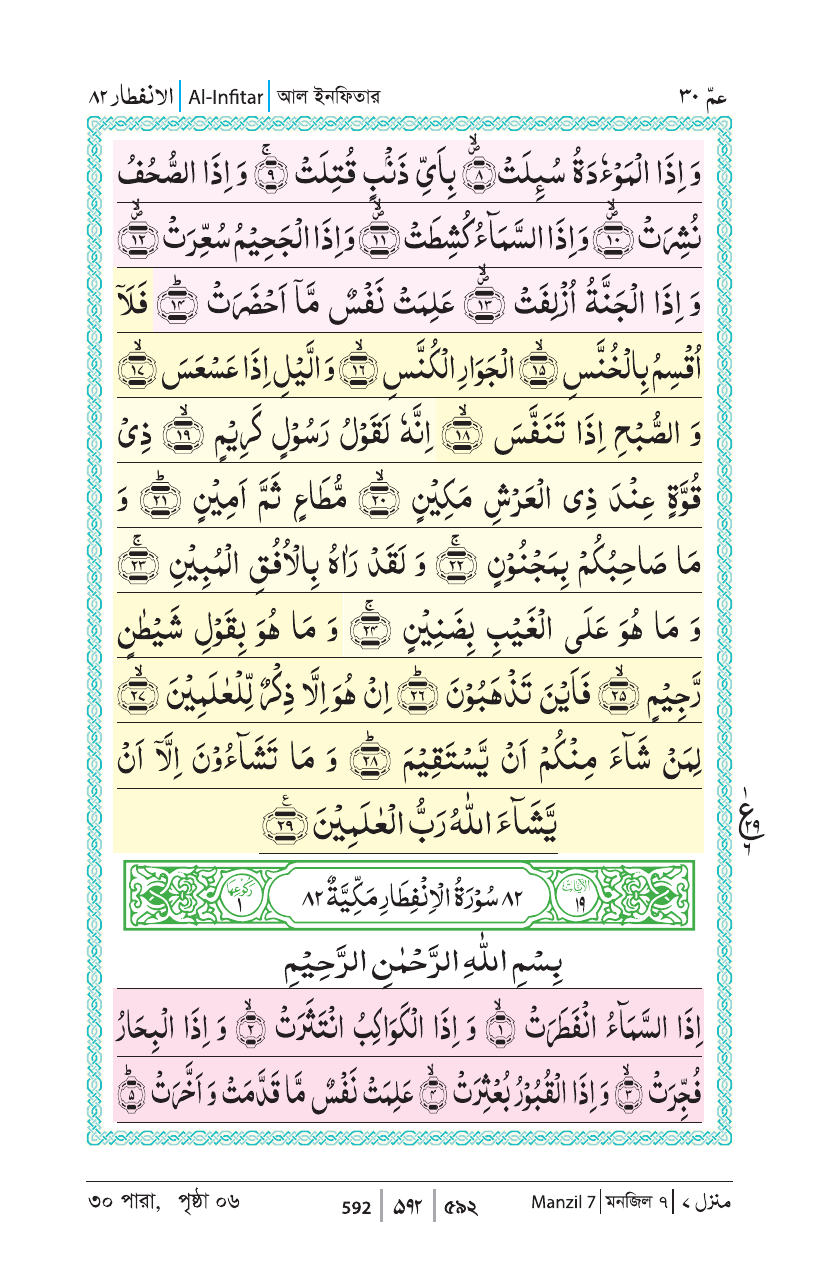 الانفطار ٨٢ | Al-Infitar | আল ইনফিতার عمّ ٣٠
وَ اِذَا الْمَوْءٗدَةُ سُىِٕلَتْ ﴿٨﴾۪ۙ بِاَیِّ ذَنْۢبٍ قُتِلَتْ ﴿٩﴾ۚ وَ اِذَا الصُّحُفُ
نُشِرَتْ ﴿١٠﴾۪ۙ وَ اِذَا السَّمَآءُ كُشِطَتْ ﴿١١﴾۪ۙ وَ اِذَا الْجَحِیْمُ سُعِّرَتْ ﴿١٢﴾۪ۙ
وَ اِذَا الْجَنَّةُ اُزْلِفَتْ ﴿١٣﴾۪ۙ عَلِمَتْ نَفْسٌ مَّاۤ اَحْضَرَتْ ﴿١٤﴾ؕ فَلَاۤ
اُقْسِمُ بِالْخُنَّسِ ﴿١٥﴾ۙ الْجَوَارِ الْكُنَّسِ ﴿١٦﴾ۙ وَ الَّیْلِ اِذَا عَسْعَسَ ﴿١٧﴾ۙ
وَ الصُّبْحِ اِذَا تَنَفَّسَ ﴿١٨﴾ۙ اِنَّهٗ لَقَوْلُ رَسُوْلٍ كَرِیْمٍ ﴿١٩﴾ۙ ذِیْ
قُوَّةٍ عِنْدَ ذِی الْعَرْشِ مَكِیْنٍ ﴿٢٠﴾ۙ مُّطَاعٍ ثَمَّ اَمِیْنٍ ﴿٢١﴾ؕ وَ
مَا صَاحِبُكُمْ بِمَجْنُوْنٍ ﴿٢٢﴾ۚ وَ لَقَدْ رَاٰهُ بِالْاُفُقِ الْمُبِیْنِ ﴿٢٣﴾ۚ
وَ مَا هُوَ عَلَی الْغَیْبِ بِضَنِیْنٍ ﴿٢٤﴾ۚ وَ مَا هُوَ بِقَوْلِ شَیْطٰنٍ
رَّجِیْمٍ ﴿٢٥﴾ۙ فَاَیْنَ تَذْهَبُوْنَ ﴿٢٦﴾ؕ اِنْ هُوَ اِلَّا ذِكْرٌ لِّلْعٰلَمِیْنَ ﴿٢٧﴾ۙ
لِمَنْ شَآءَ مِنْكُمْ اَنْ یَّسْتَقِیْمَ ﴿٢٨﴾ؕ وَ مَا تَشَآءُوْنَ اِلَّاۤ اَنْ
یَّشَآءَ اللّٰهُ رَبُّ الْعٰلَمِیْنَ ﴿٢٩﴾
ع
١
٢٩
٦
اٰیَاتُهَا ١٩ ٨٢ سُوْرَةُ الْاِنْفِطَارِ مَكِّیَّةٌ ٨٢ رُكُوْعُهَا ١
بِسْمِ اللّٰهِ الرَّحْمٰنِ الرَّحِیْمِ
اِذَا السَّمَآءُ انْفَطَرَتْ ﴿١﴾ۙ وَ اِذَا الْكَوَاكِبُ انْتَثَرَتْ ﴿٢﴾ۙ وَ اِذَا الْبِحَارُ
فُجِّرَتْ ﴿٣﴾ۙ وَ اِذَا الْقُبُوْرُ بُعْثِرَتْ ﴿٤﴾ۙ عَلِمَتْ نَفْسٌ مَّا قَدَّمَتْ وَ اَخَّرَتْ ﴿٥﴾ؕ
৩০ পারা, পৃষ্ঠা ০৬ 592 | ۵۹۲ | ৫৯২ Manzil 7 | মনজিল ৭ | منزل ٧